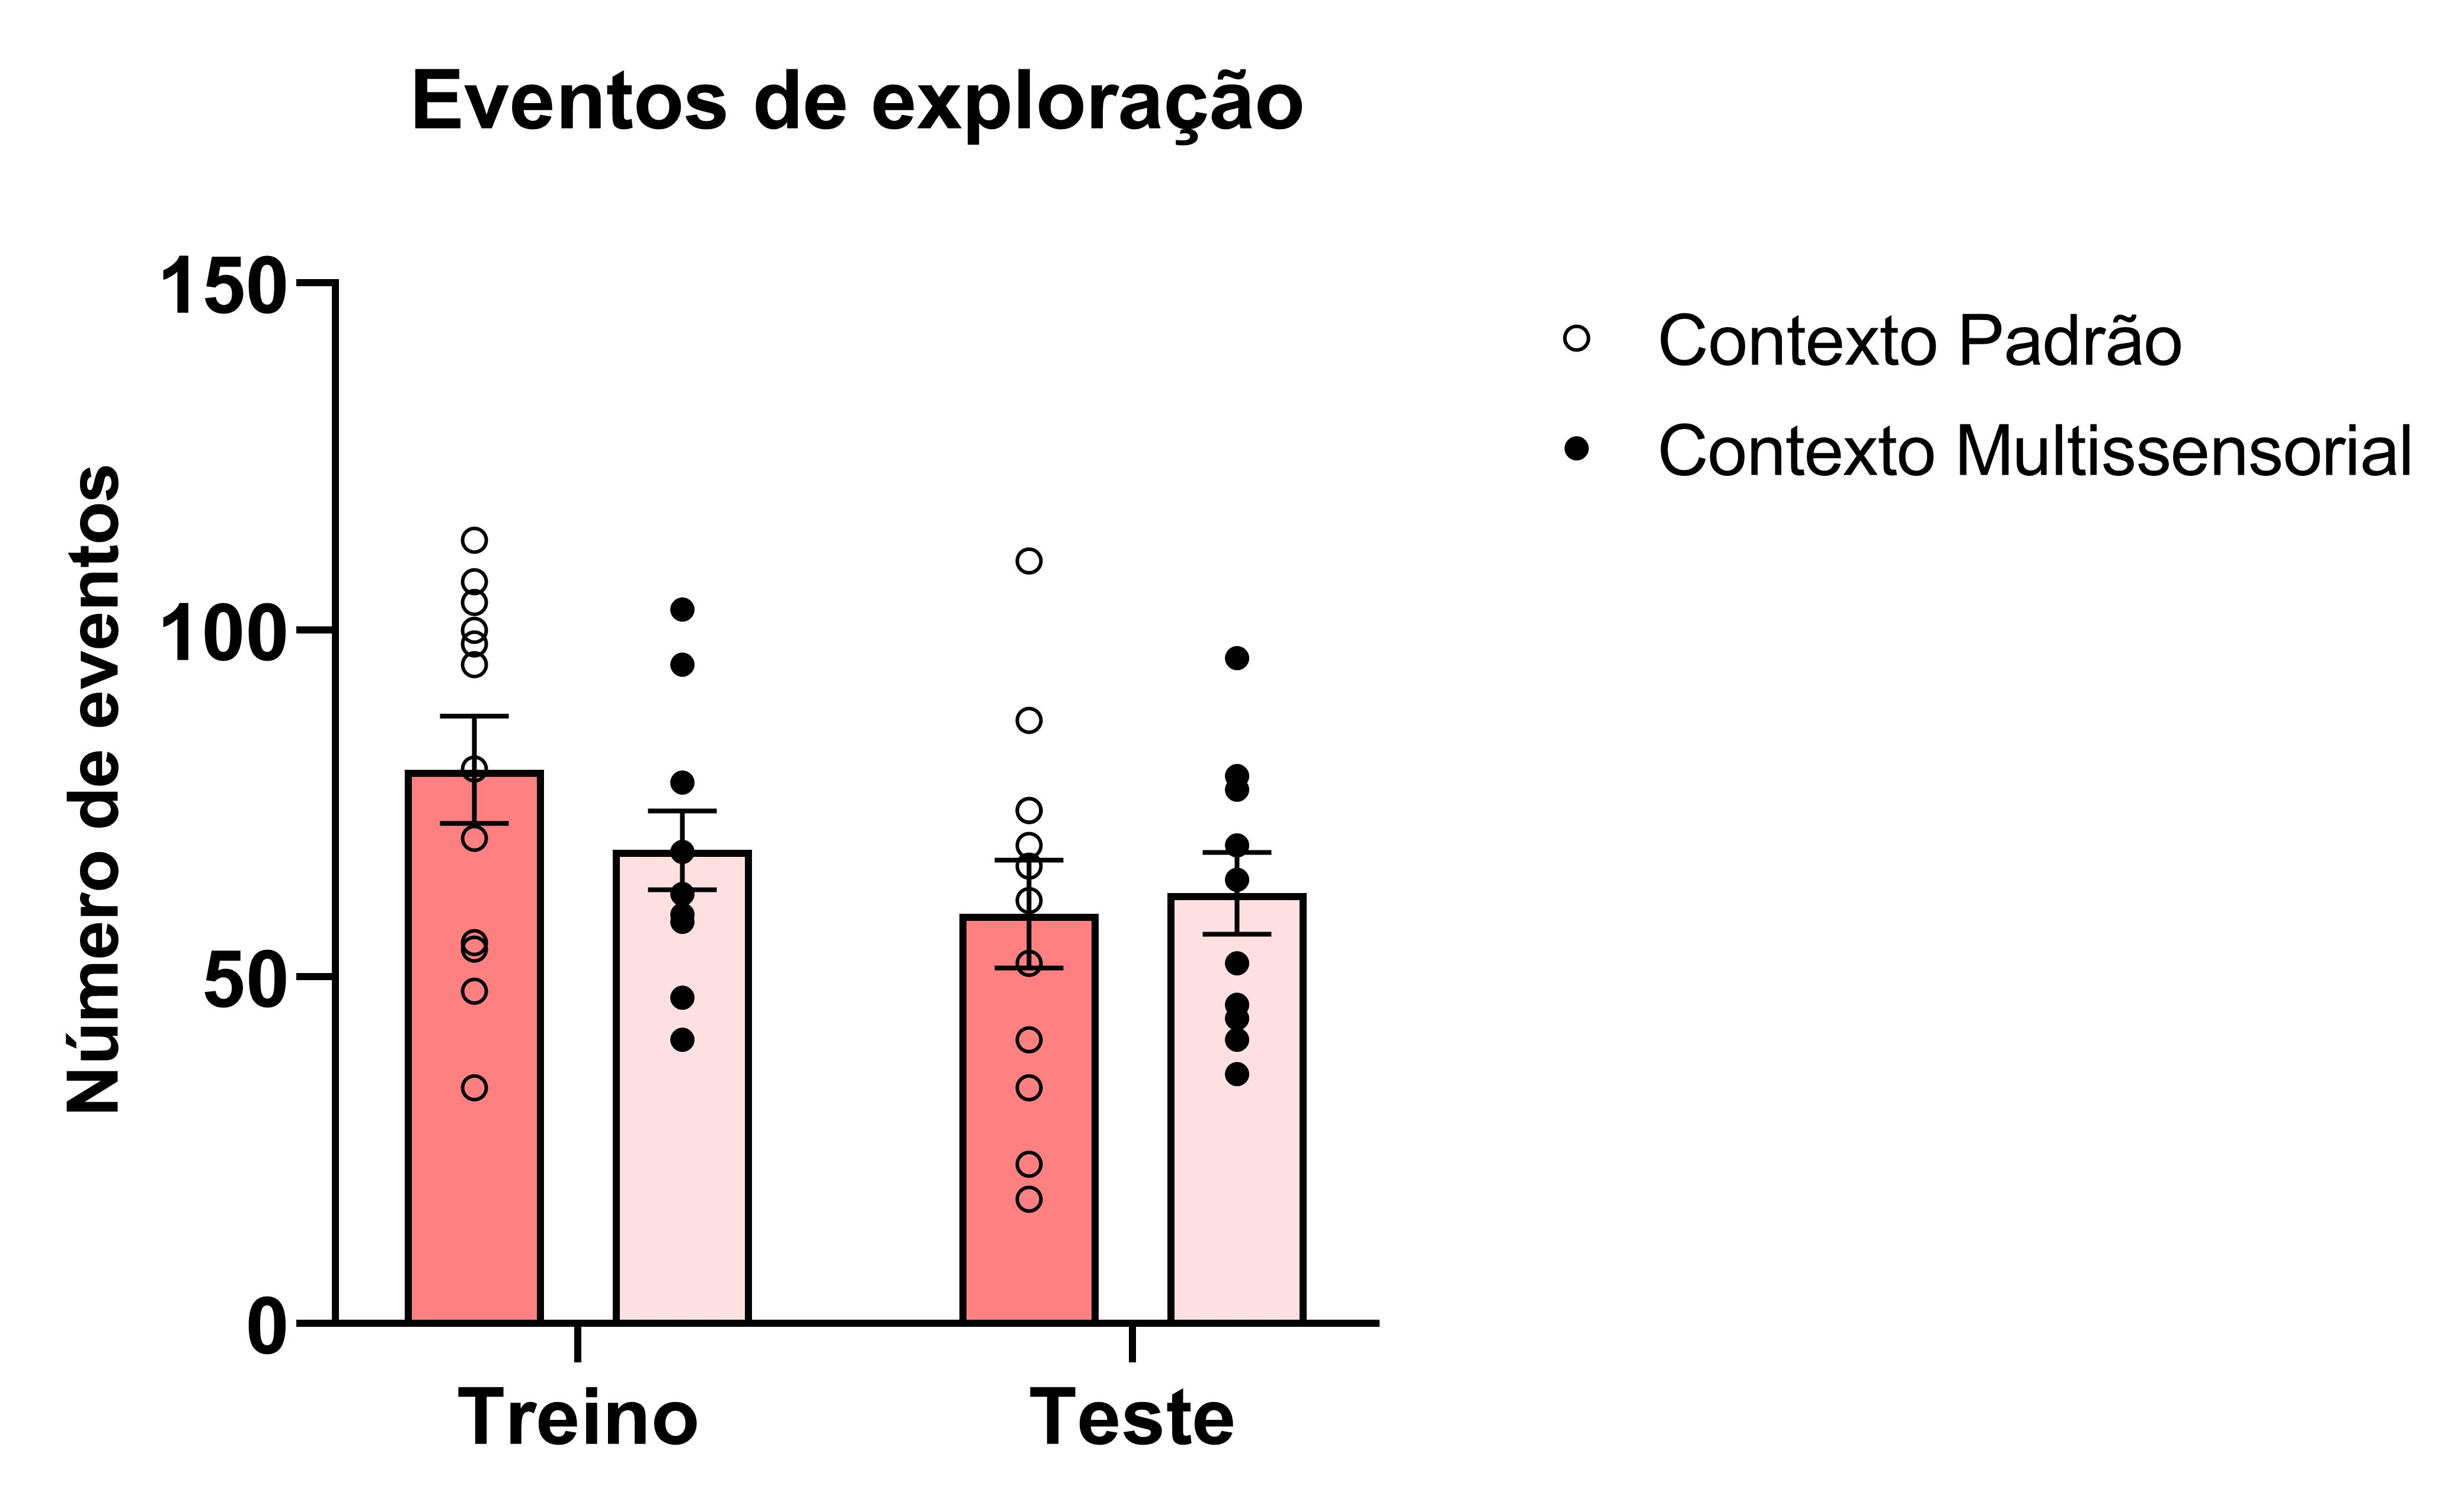 Eventos de exploração
Número de eventos
150
100
50
0
Treino
Teste
Contexto Padrão
Contexto Multissensorial